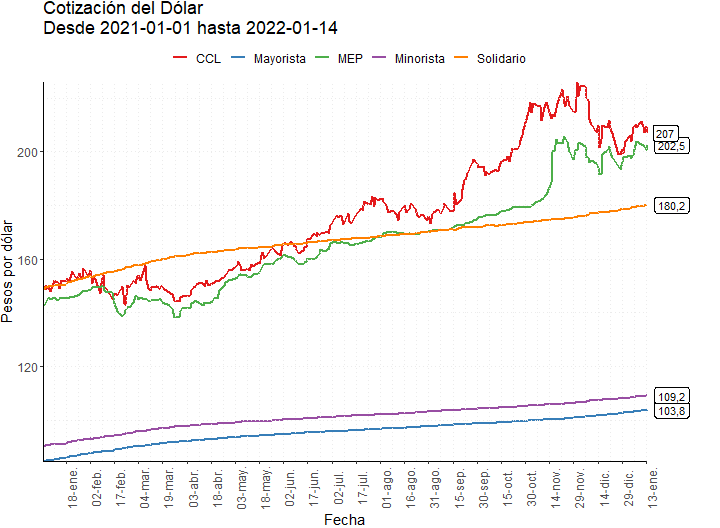 Cotización del Dólar
Desde 2021-01-01 hasta 2022-01-14
CCL Mayorista MEP Minorista Solidario
Pesos por dólar
200
160
120
207
202,5
180,2
109,2
103,8
18-ene.
02-feb.
17-feb.
04-mar.
19-mar.
03-abr.
18-abr.
03-may.
18-may.
02-jun.
17-jun.
02-jul.
17-jul.
01-ago.
16-ago.
31-ago.
15-sep.
30-sep.
15-oct.
30-oct.
14-nov.
29-nov.
14-dic.
29-dic.
13-ene.
Fecha